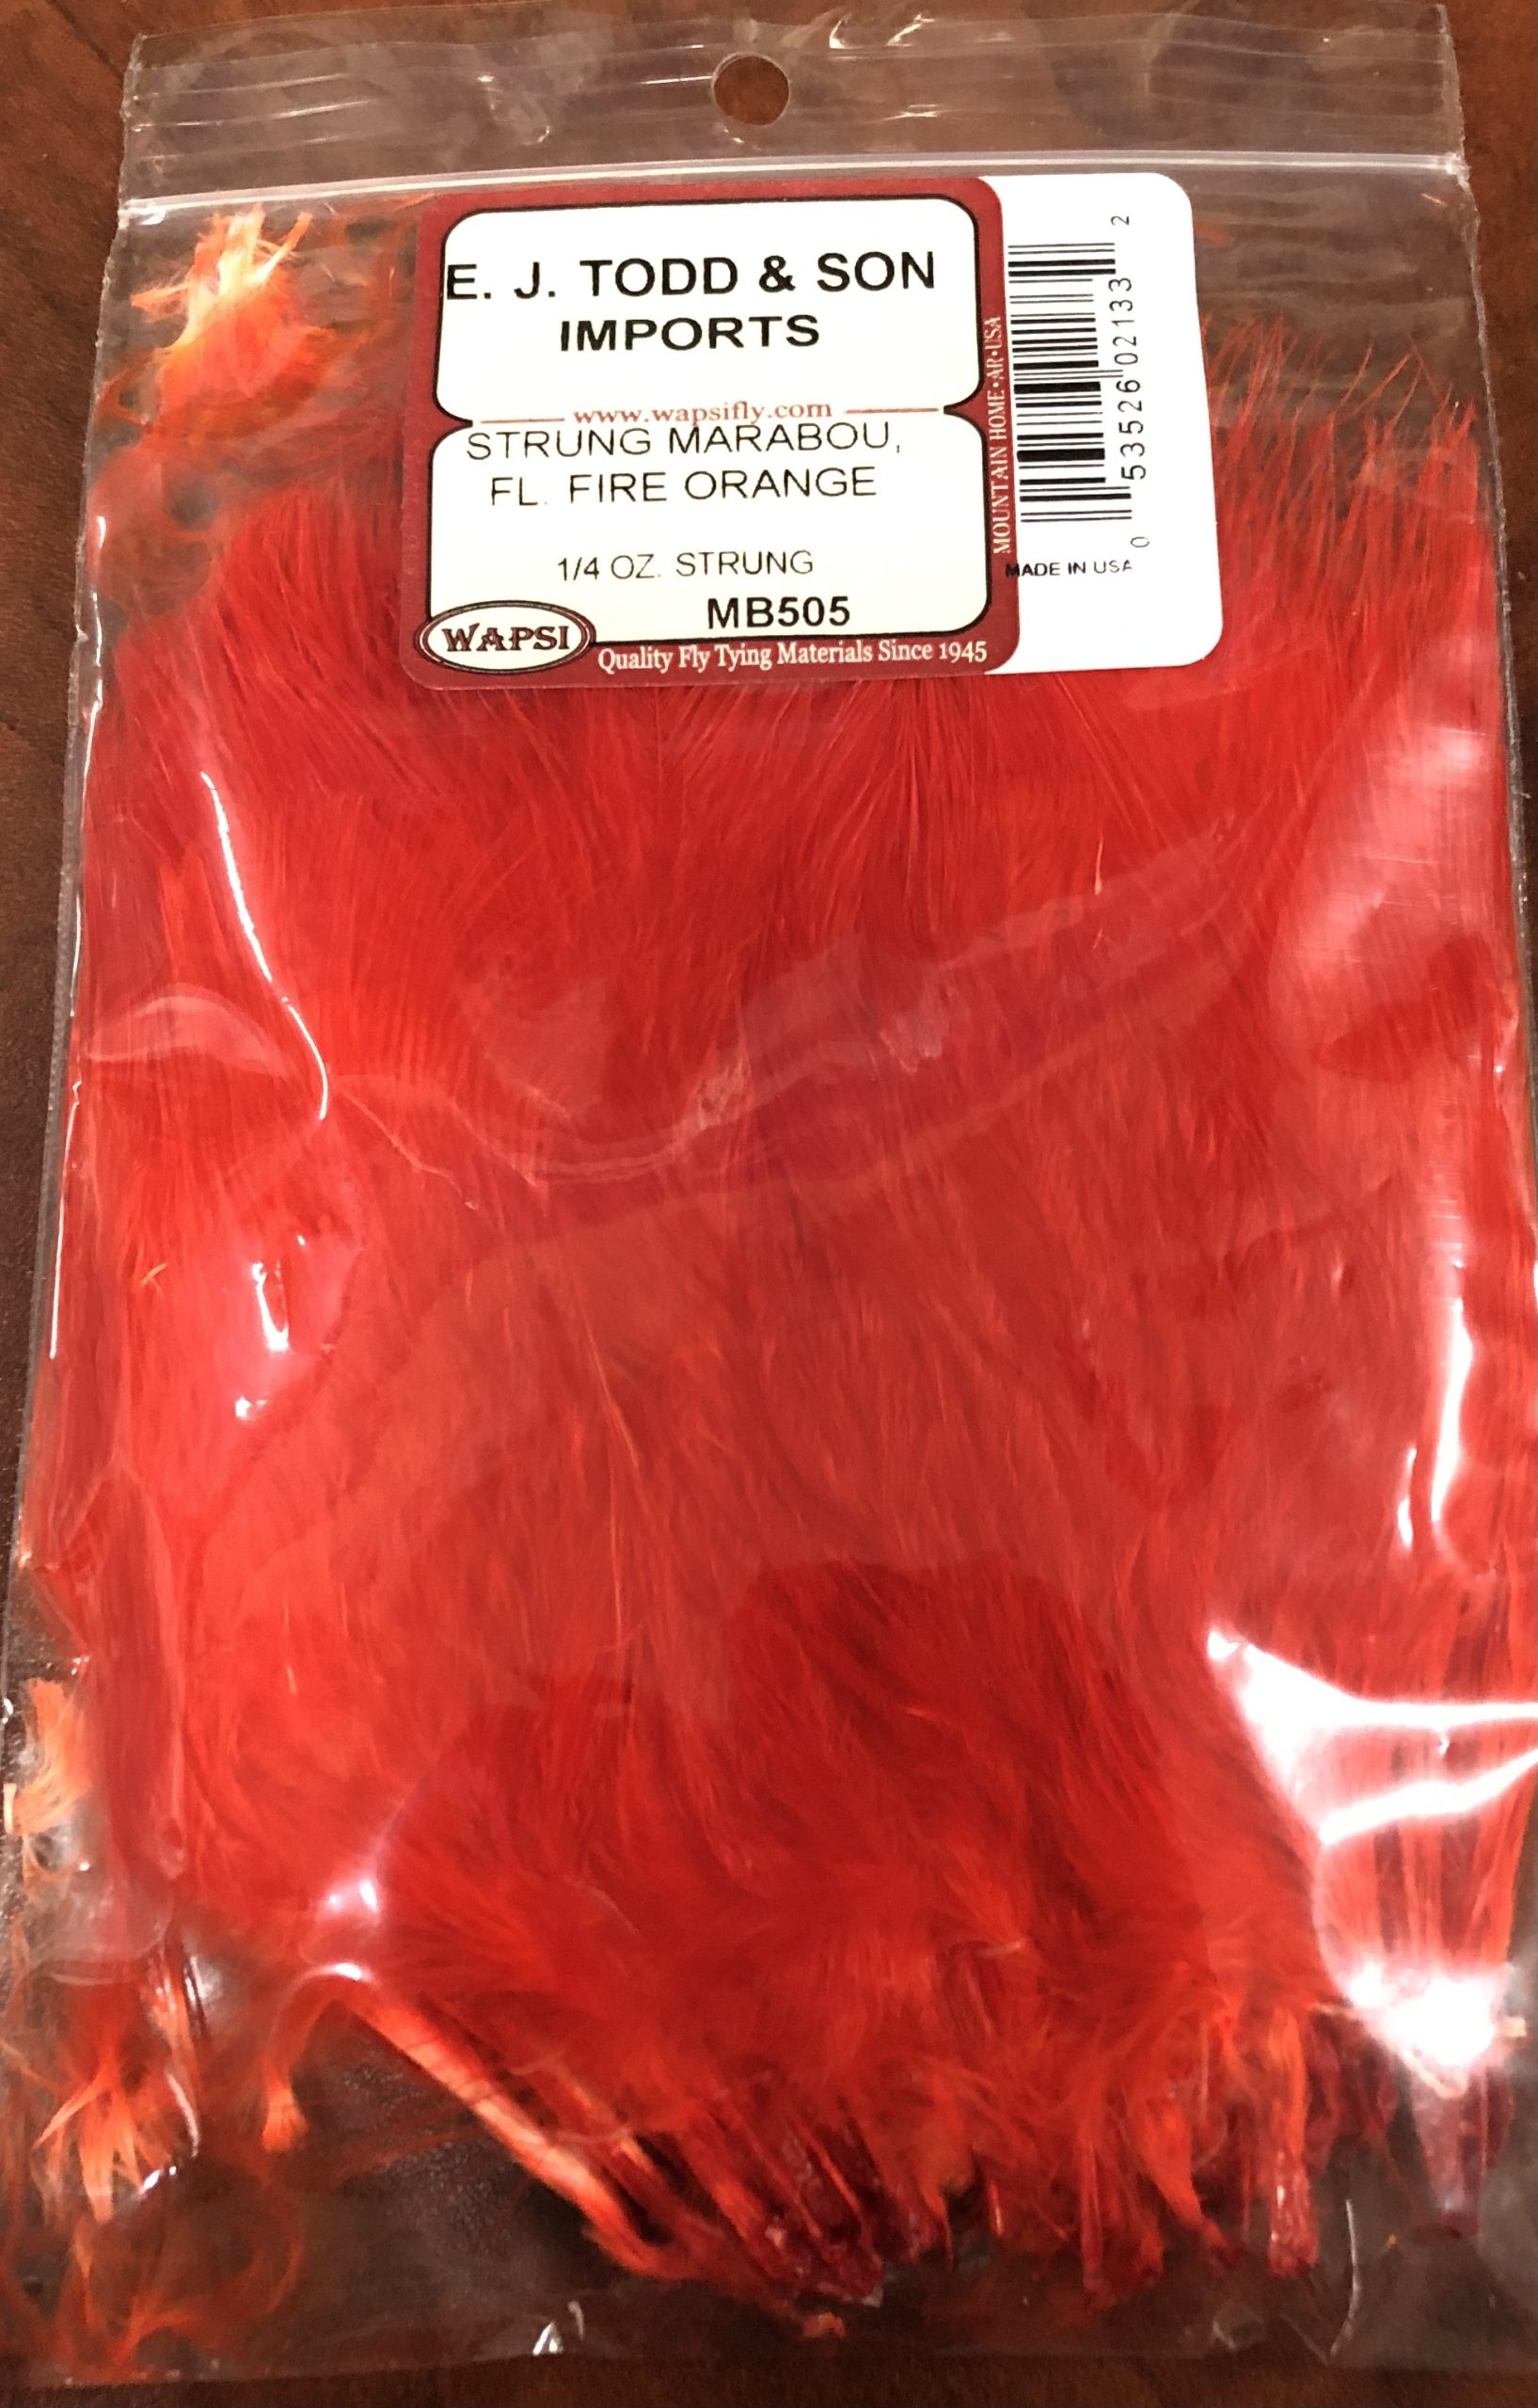 E. J. TODD & SON
IMPORTS
www.wapsifly.com
STRUNG MARABOU,
FL. FIRE ORANGE
1/4 OZ. STRUNG
MB505
WAPSI
Quality Fly Tying Materials Since 1945
MOUNTAIN HOME•AR•USA
0 53526 02133 2
MADE IN USA